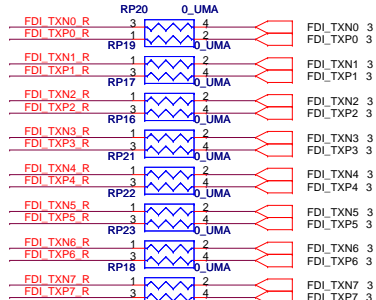 RP20 0_UMA
FDI_TXN0_R 3 4 FDI_TXN0 3
FDI_TXP0_R 1 2 FDI_TXP0 3
RP19 0_UMA
FDI_TXN1_R 1 2 FDI_TXN1 3
FDI_TXP1_R 3 4 FDI_TXP1 3
RP17 0_UMA
FDI_TXN2_R 1 2 FDI_TXN2 3
FDI_TXP2_R 3 4 FDI_TXP2 3
RP16 0_UMA
FDI_TXN3_R 1 2 FDI_TXN3 3
FDI_TXP3_R 3 4 FDI_TXP3 3
RP21 0_UMA
FDI_TXN4_R 1 2 FDI_TXN4 3
FDI_TXP4_R 3 4 FDI_TXP4 3
RP22 0_UMA
FDI_TXN5_R 1 2 FDI_TXN5 3
FDI_TXP5_R 3 4 FDI_TXP5 3
RP23 0_UMA
FDI_TXN6_R 1 2 FDI_TXN6 3
FDI_TXP6_R 3 4 FDI_TXP6 3
RP18 0_UMA
FDI_TXN7_R 1 2 FDI_TXN7 3
FDI_TXP7_R 3 4 FDI_TXP7 3